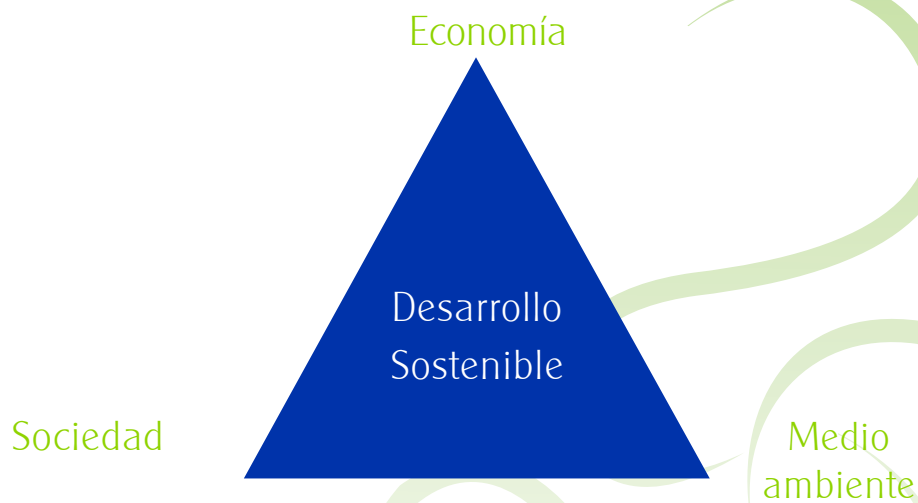 Economía
Desarrollo
Sostenible
Sociedad
Medio
ambiente